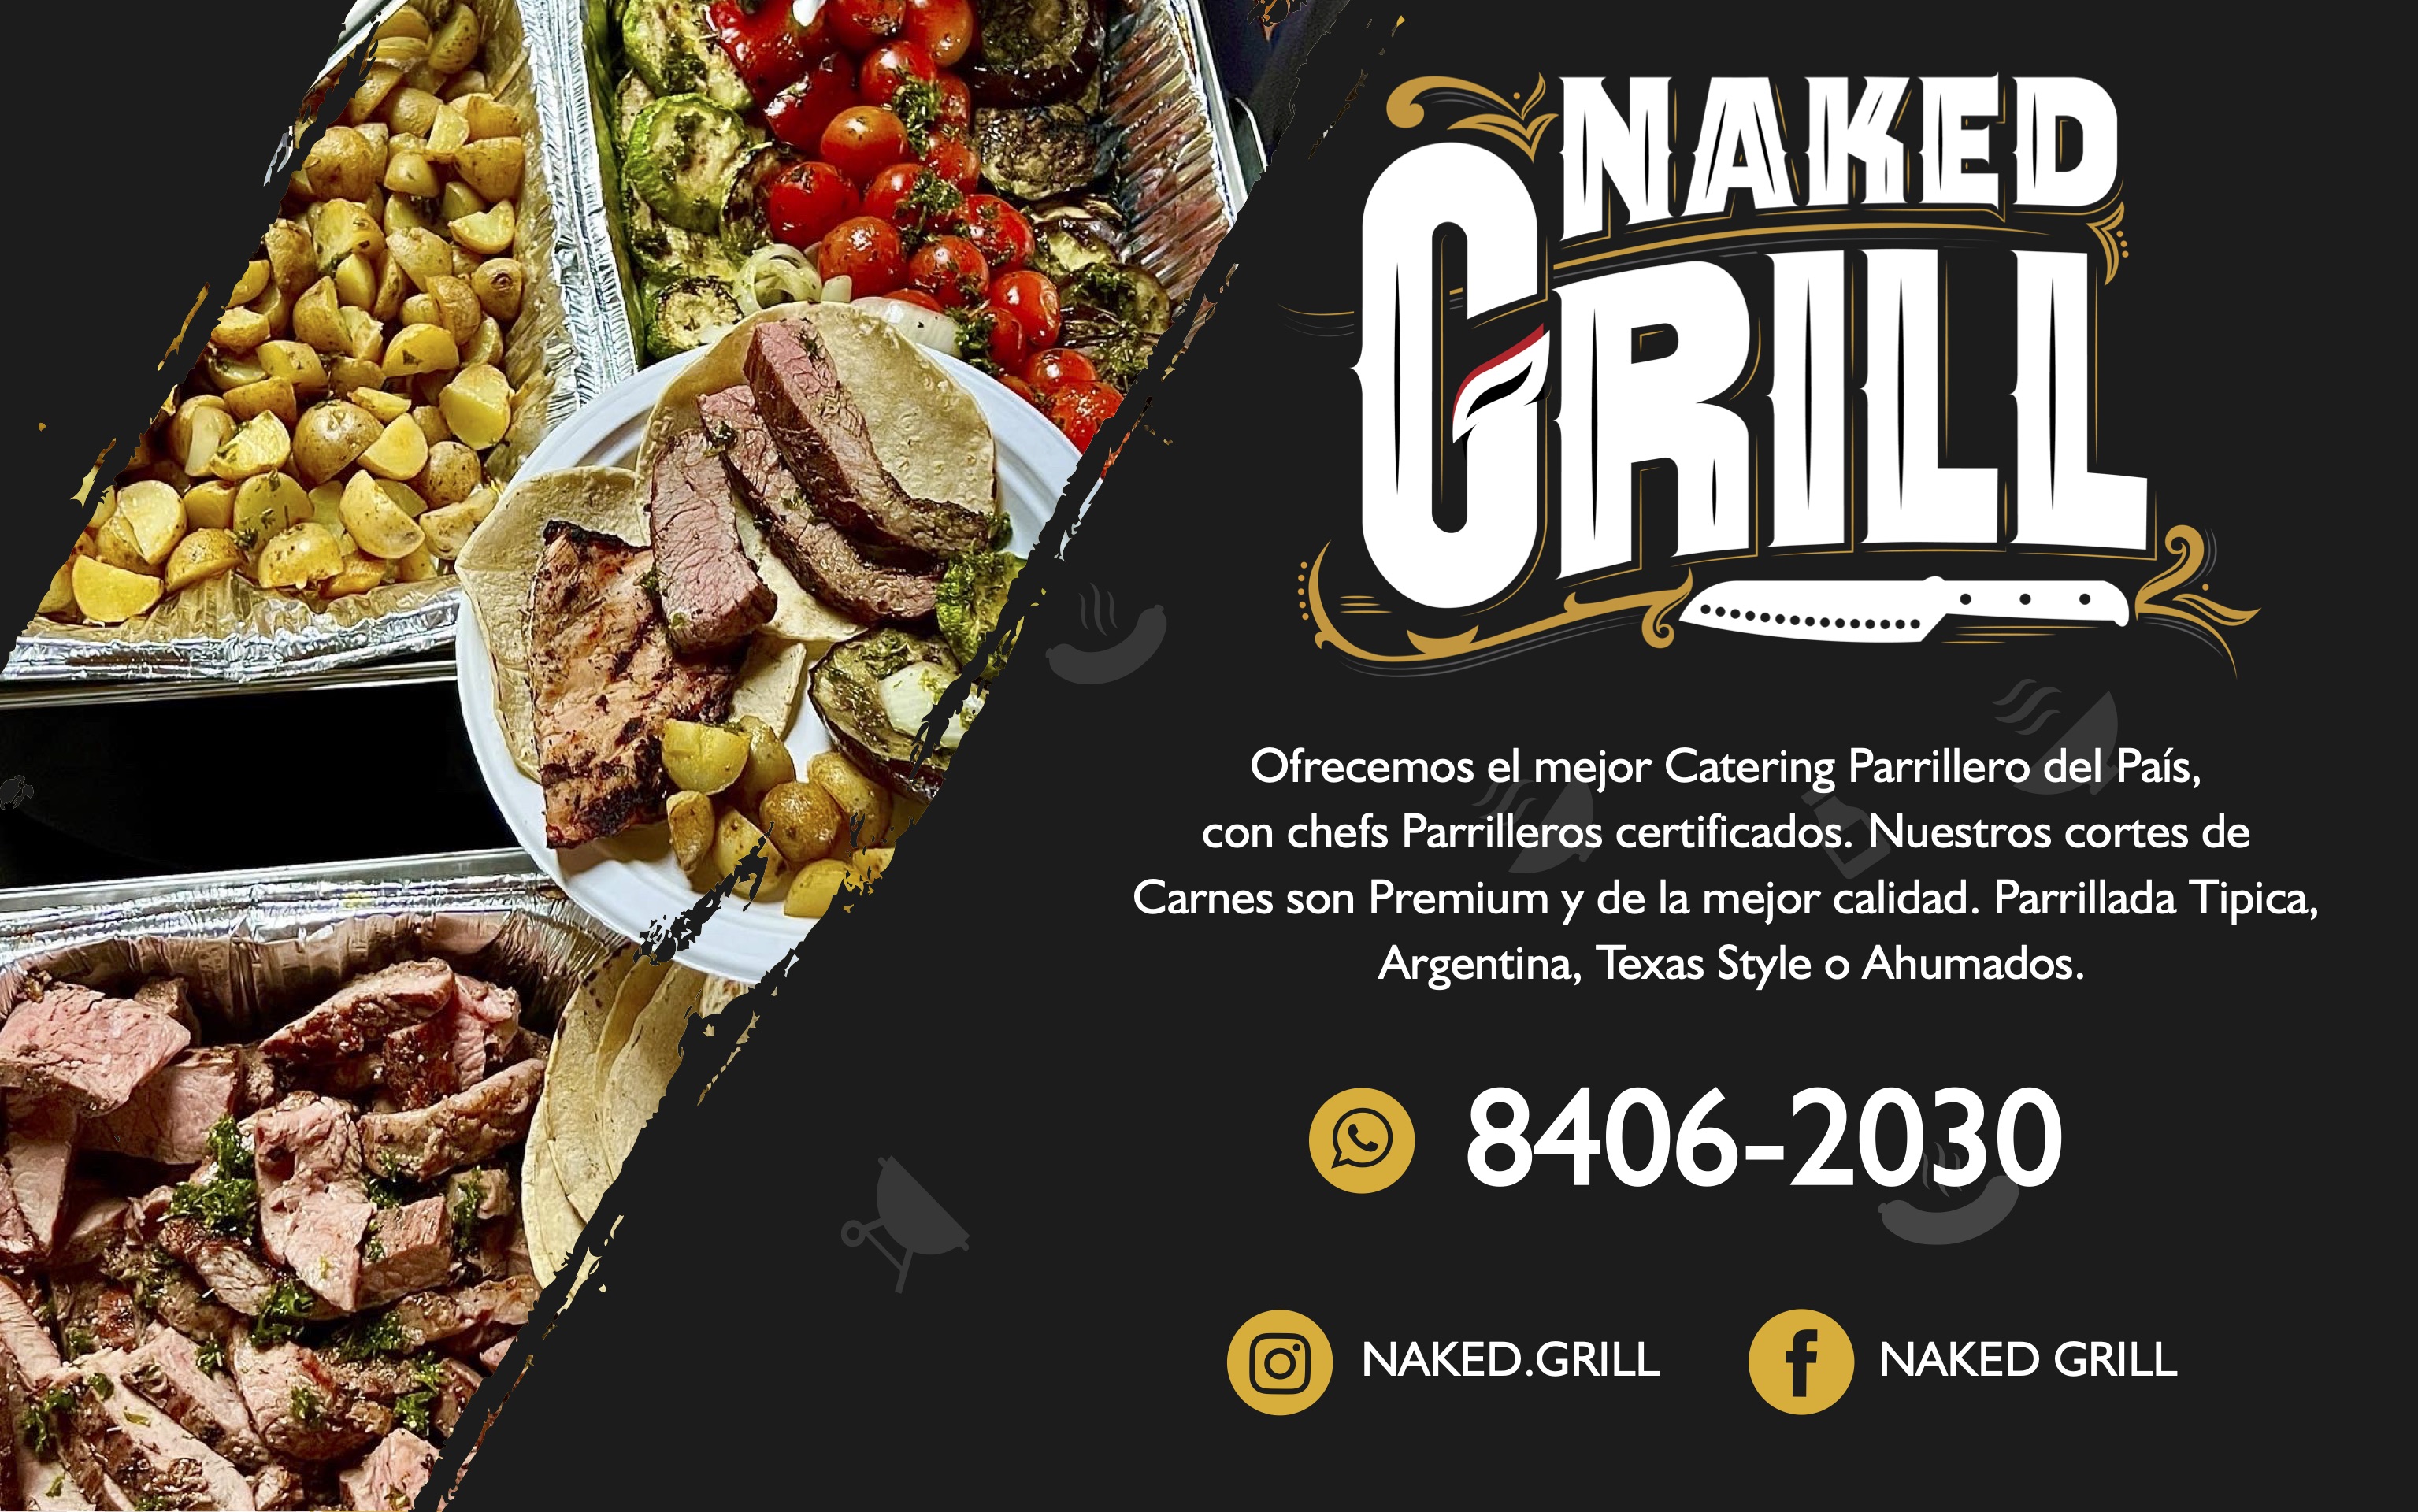 NAKED
GRILL
Ofrecemos el mejor Catering Parrillero del País,
con chefs Parrilleros certificados. Nuestros cortes de
Carnes son Premium y de la mejor calidad. Parrillada Tipica,
Argentina, Texas Style o Ahumados.
8406-2030
NAKED.GRILL NAKED GRILL